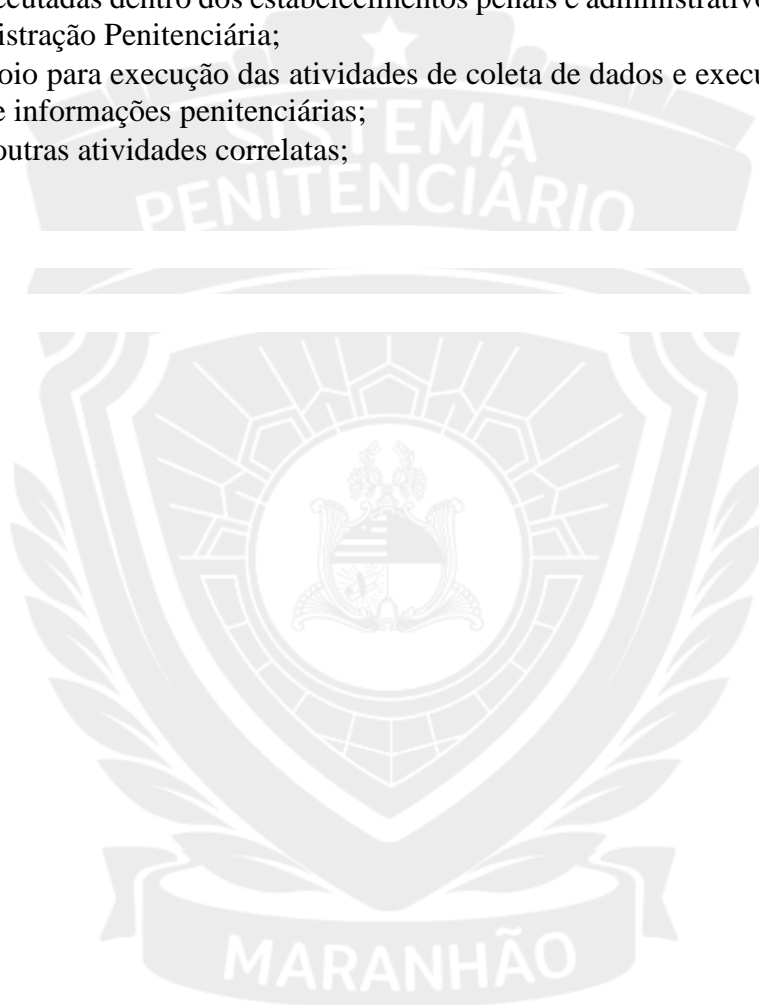 ecutadas dentro dos estabelecimentos penais e administrativo
istração Penitenciária;
oio para execução das atividades de coleta de dados e execu
e informações penitenciárias;
outras atividades correlatas;
SISTEMA
PENITENCIÁRIO
MARANHÃO